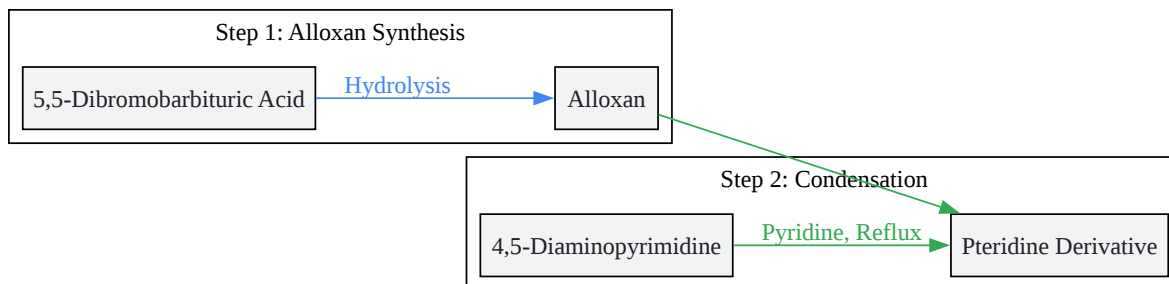 Step 1: Alloxan Synthesis
5,5-Dibromobarbituric Acid
Hydrolysis
Alloxan
Step 2: Condensation
4,5-Diaminopyrimidine
Pyridine, Reflux
Pteridine Derivative